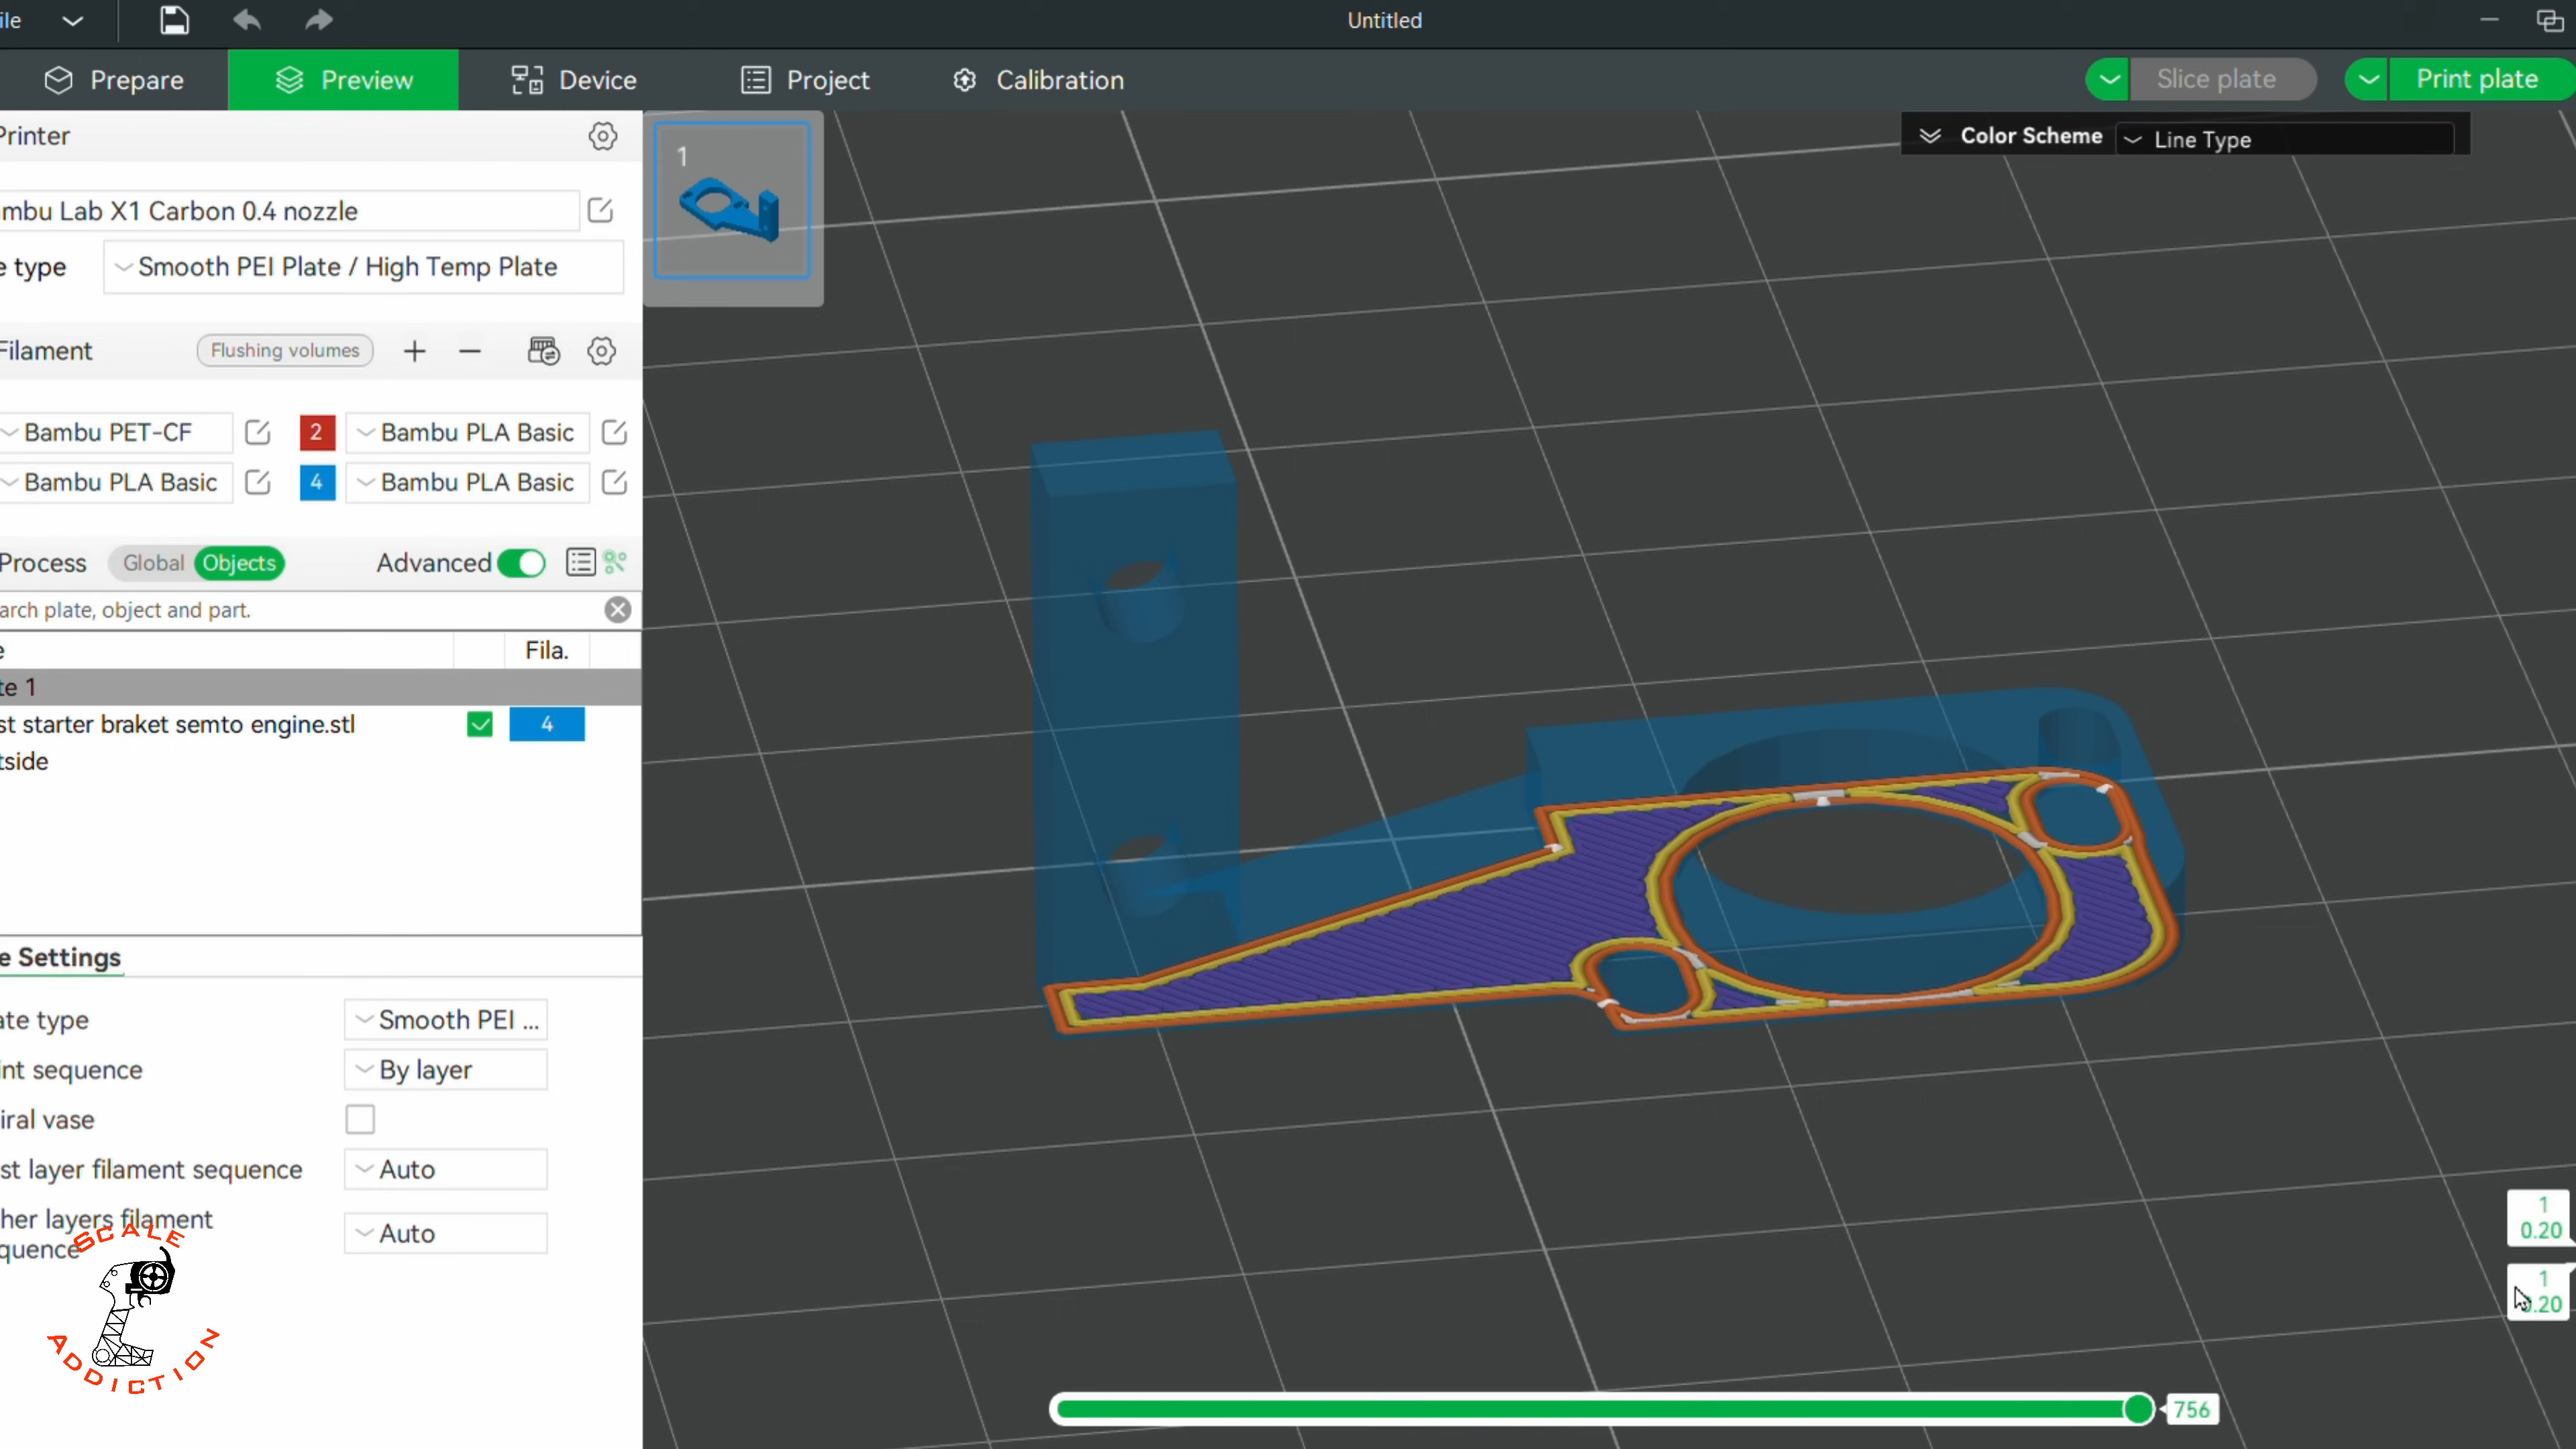 ile
Untitled
Prepare
Preview
Device
Project
Calibration
Slice plate
Print plate
Printer
mbu Lab X1 Carbon 0.4 nozzle
e type
Smooth PEI Plate / High Temp Plate
Filament
Flushing volumes
Bambu PET-CF
2
Bambu PLA Basic
Bambu PLA Basic
4
Bambu PLA Basic
Process
Global
Objects
Advanced
arch plate, object and part.
e
Fila.
te 1
st starter braket semto engine.stl
4
tside
e Settings
ate type
Smooth PEI ...
int sequence
By layer
iral vase
st layer filament sequence
Auto
her layers filament
quence
Auto
SCALE
ADDICTION
1
Color Scheme
Line Type
1
0.20
1
0.20
756